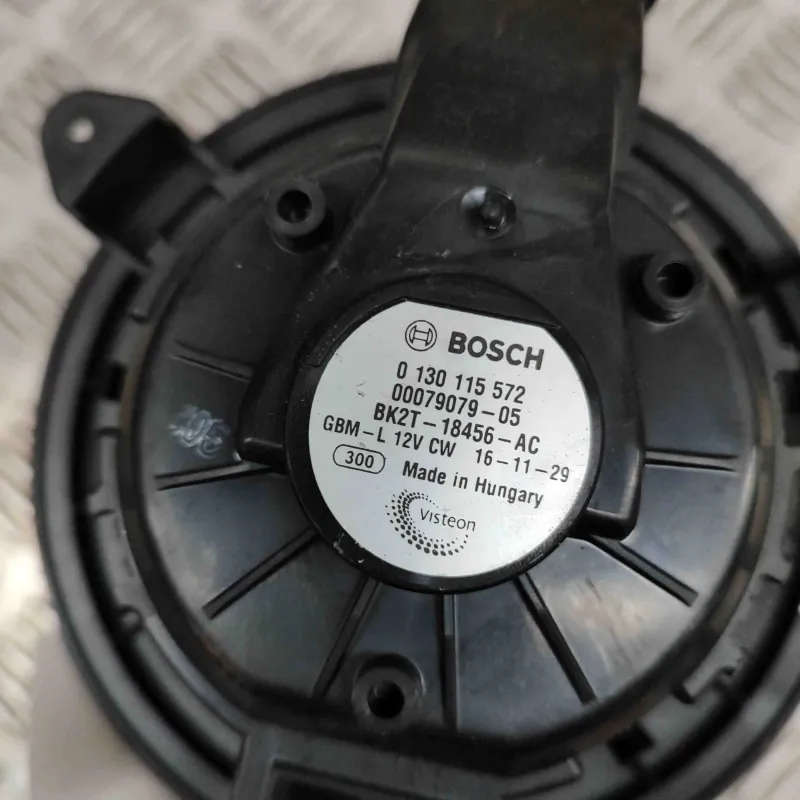 BOSCH
0 130 115 572
00079079-05
BK2T-18456-AC
GBM-L 12V CW 16-11-29
300 Made in Hungary
Visteon